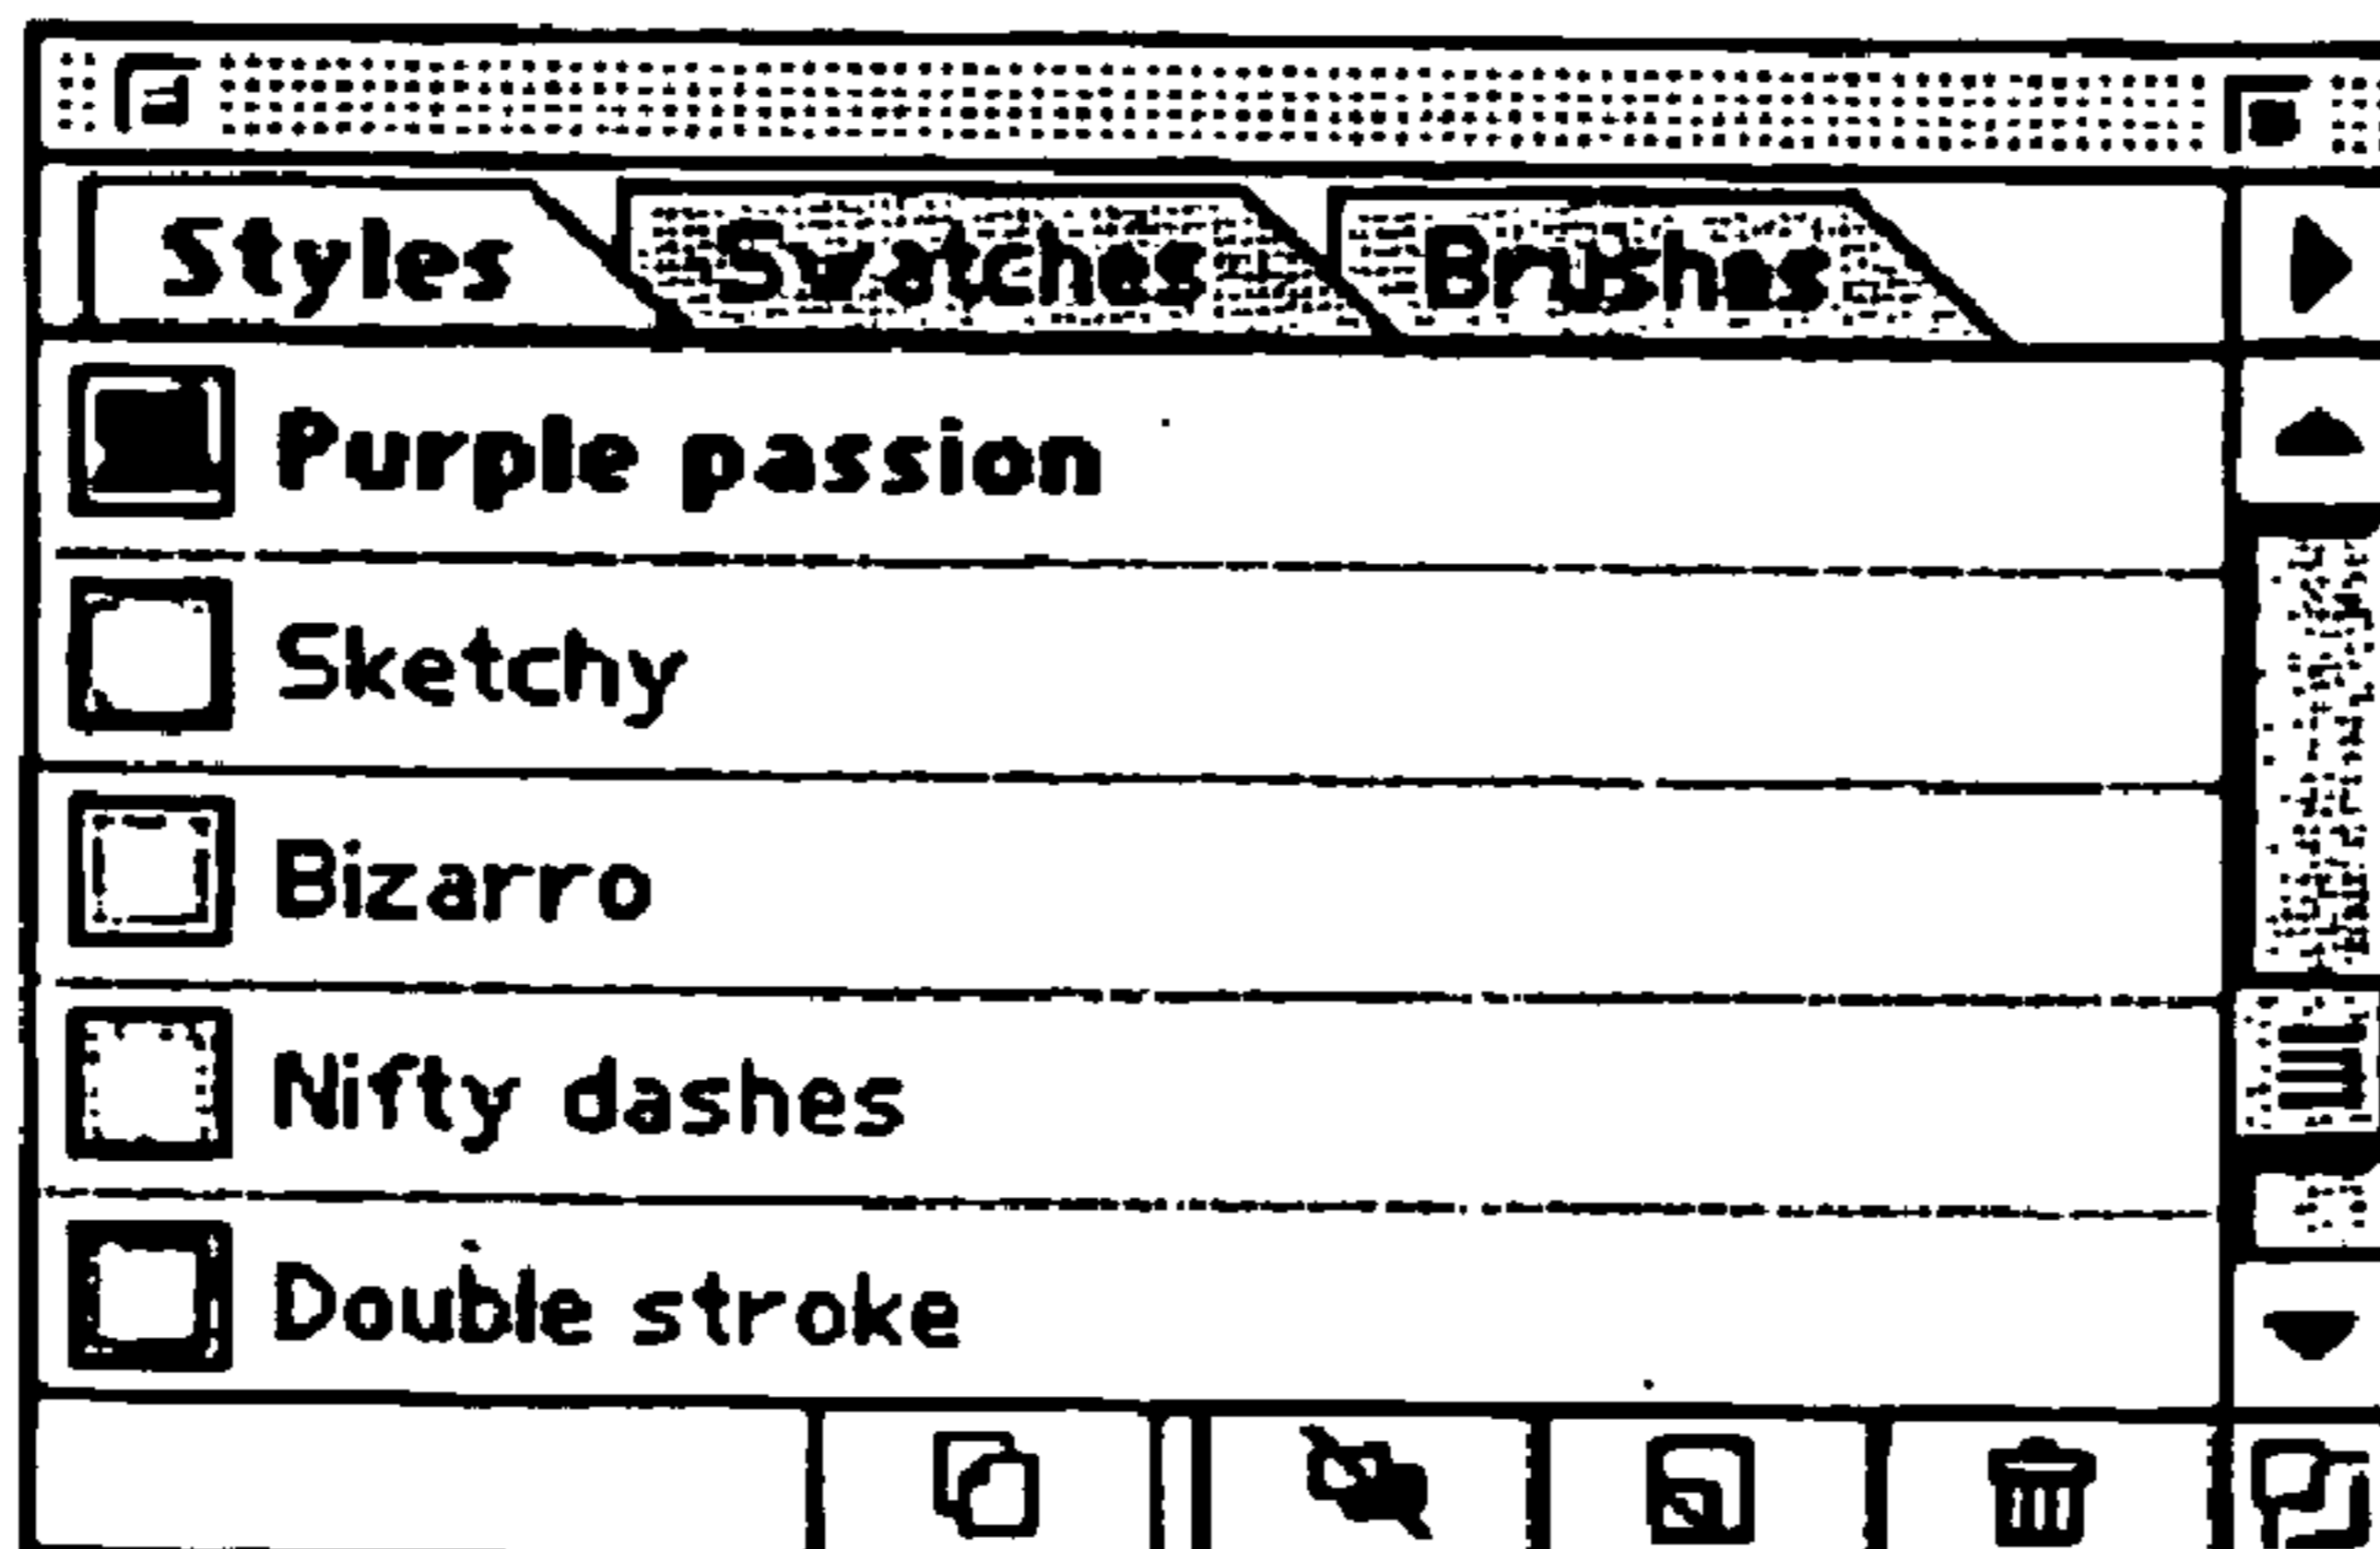 Styles Swatches Brushes
Purple passion
Sketchy
Bizarro
Nifty dashes
Double stroke